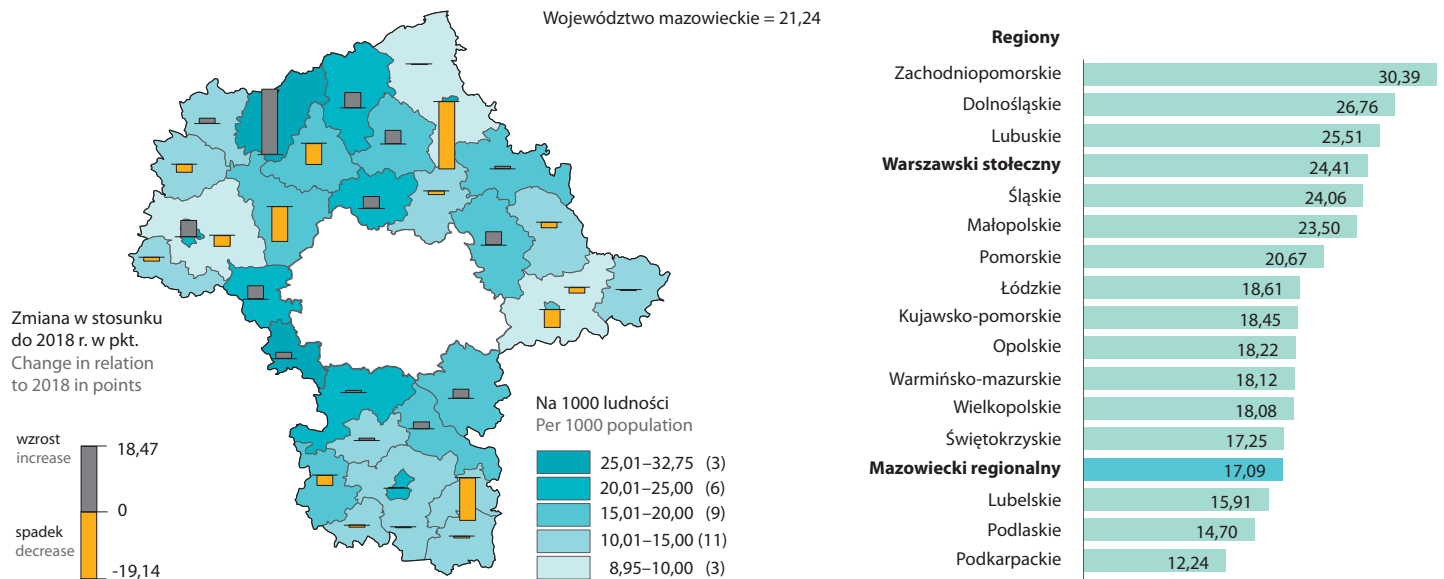 Województwo mazowieckie = 21,24
Zmiana w stosunku
do 2018 r. w pkt.
Change in relation
to 2018 in points
wzrost
increase
18,47
0
spadek
decrease
-19,14
Na 1000 ludności
Per 1000 population
25,01–32,75 (3)
20,01–25,00 (6)
15,01–20,00 (9)
10,01–15,00 (11)
8,95–10,00 (3)
Regiony
Zachodniopomorskie 30,39
Dolnośląskie 26,76
Lubuskie 25,51
Warszawski stołeczny 24,41
Śląskie 24,06
Małopolskie 23,50
Pomorskie 20,67
Łódzkie 18,61
Kujawsko-pomorskie 18,45
Opolskie 18,22
Warmińsko-mazurskie 18,12
Wielkopolskie 18,08
Świętokrzyskie 17,25
Mazowiecki regionalny 17,09
Lubelskie 15,91
Podlaskie 14,70
Podkarpackie 12,24